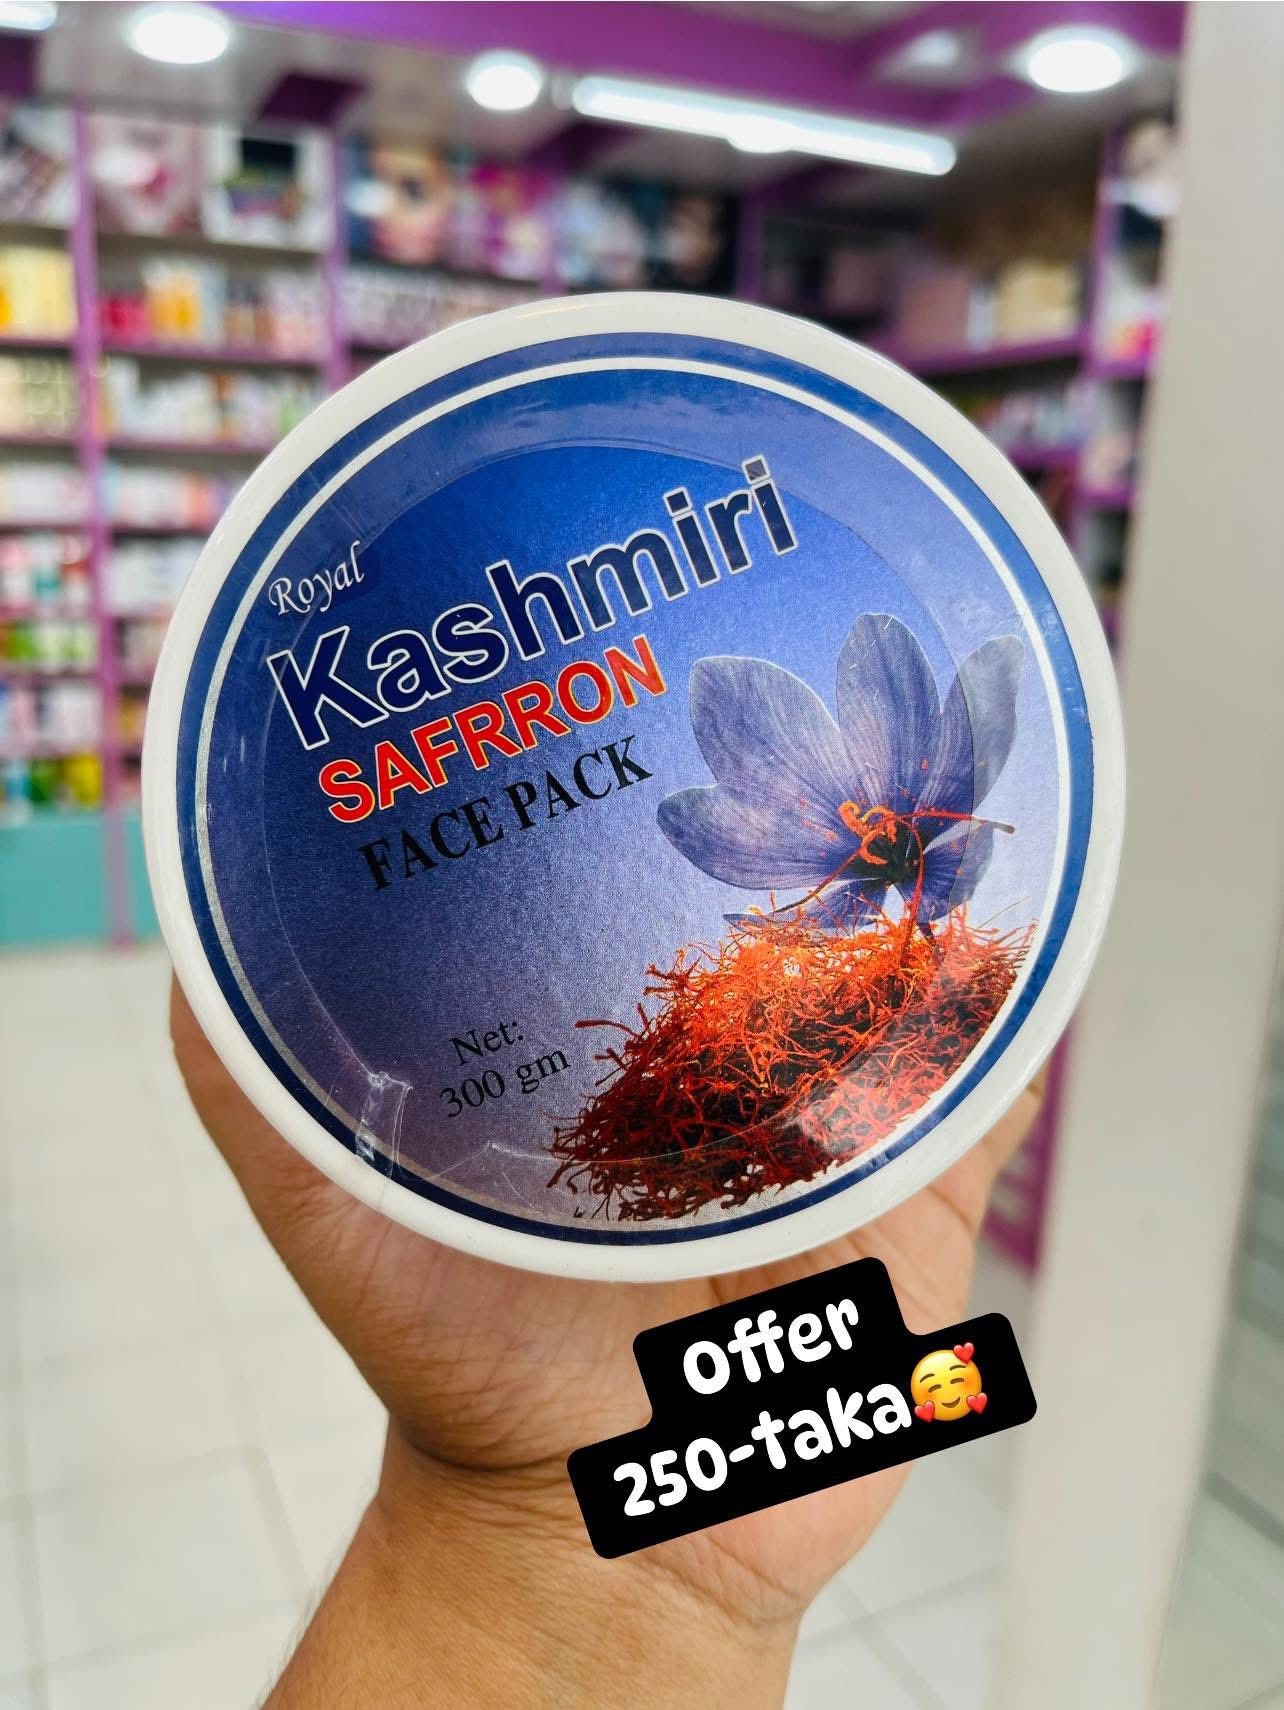 Royal
Kashmiri
SAFRRON
FACE PACK
Net:
300 gm
Offer
250-taka🥰